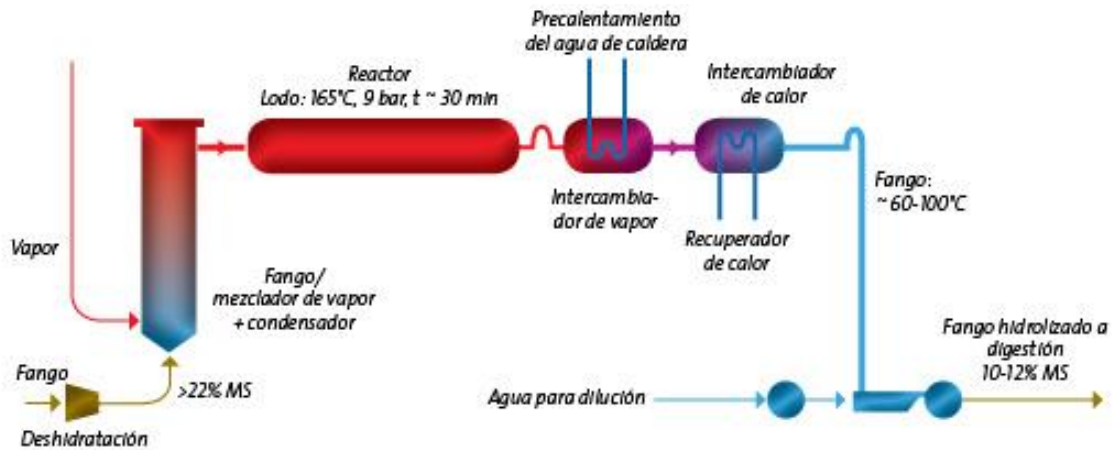 Precalentamiento
del agua de caldera
Reactor
Lodo: 165°C, 9 bar, t ~ 30 min
Intercambiador
de calor
Intercambia-
dor de vapor
Fango:
~ 60-100°C
Recuperador
de calor
Vapor
Fango/
mezclador de vapor
+ condensador
Fango
>22% MS
Deshidratación
Agua para dilución
Fango hidrolizado a
digestión
10-12% MS